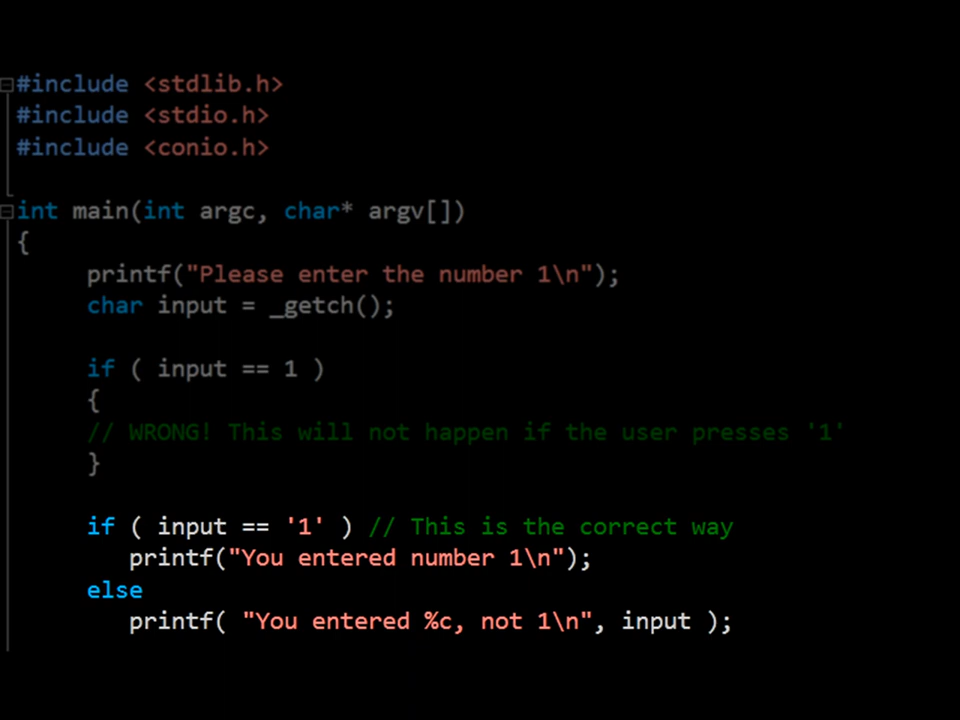 #include <stdlib.h>
#include <stdio.h>
#include <conio.h>
int main(int argc, char* argv[])
{
printf("Please enter the number 1\n");
char input = _getch();
if ( input == 1 )
{
// WRONG! This will not happen if the user presses '1'
}
if ( input == '1' ) // This is the correct way
printf("You entered number 1\n");
else
printf( "You entered %c, not 1\n", input );